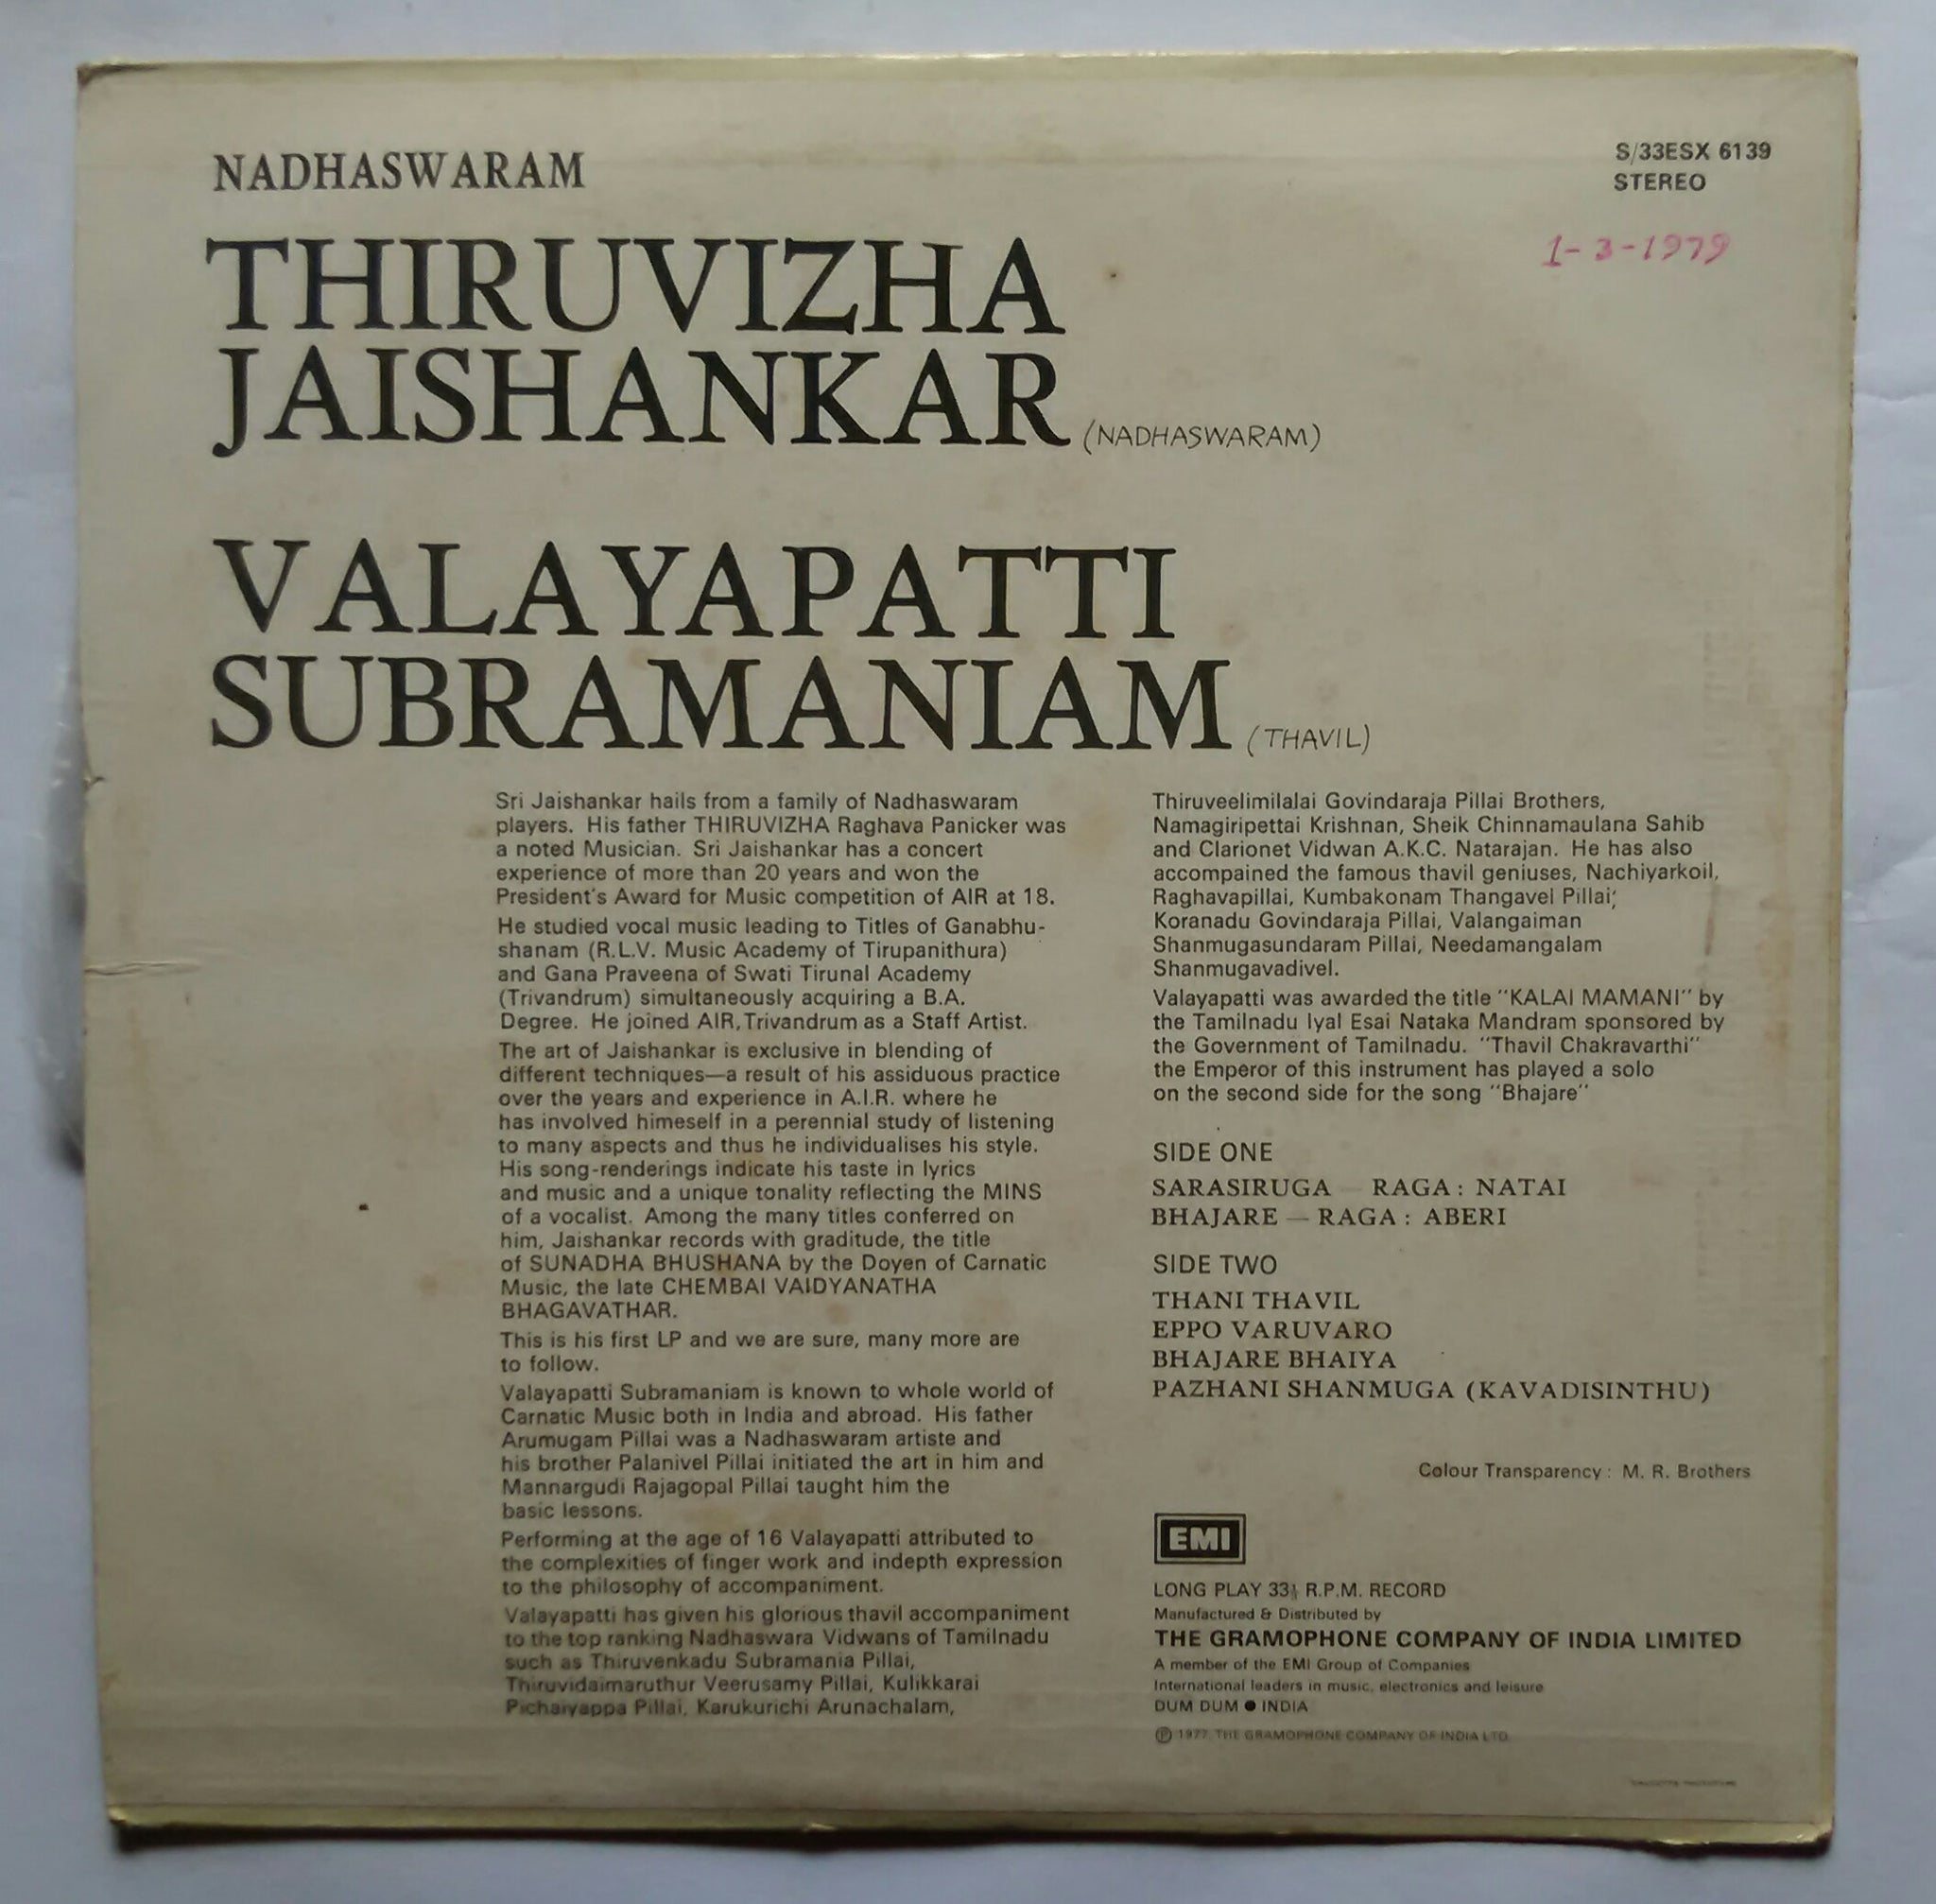 NADHASWARAM
S/33ESX 6139
STEREO
1-3-1979
THIRUVIZHA
JAISHANKAR (NADHASWARAM)
VALAYAPATTI
SUBRAMANIAM (THAVIL)
Sri Jaishankar hails from a family of Nadhaswaram
players. His father THIRUVIZHA Raghava Panicker was
a noted Musician. Sri Jaishankar has a concert
experience of more than 20 years and won the
President's Award for Music competition of AIR at 18.
He studied vocal music leading to Titles of Ganabhu-
shanam (R.L.V. Music Academy of Tirupanithura)
and Gana Praveena of Swati Tirunal Academy
(Trivandrum) simultaneously acquiring a B.A.
Degree. He joined AIR, Trivandrum as a Staff Artist.
The art of Jaishankar is exclusive in blending of
different techniques—a result of his assiduous practice
over the years and experience in A.I.R. where he
has involved himeself in a perennial study of listening
to many aspects and thus he individualises his style.
His song-renderings indicate his taste in lyrics
and music and a unique tonality reflecting the MINS
of a vocalist. Among the many titles conferred on
him, Jaishankar records with graditude, the title
of SUNADHA BHUSHANA by the Doyen of Carnatic
Music, the late CHEMBAI VAIDYANATHA
BHAGAVATHAR.
This is his first LP and we are sure, many more are
to follow.
Valayapatti Subramaniam is known to whole world of
Carnatic Music both in India and abroad. His father
Arumugam Pillai was a Nadhaswaram artiste and
his brother Palanivel Pillai initiated the art in him and
Mannargudi Rajagopal Pillai taught him the
basic lessons.
Performing at the age of 16 Valayapatti attributed to
the complexities of finger work and indepth expression
to the philosophy of accompaniment.
Valayapatti has given his glorious thavil accompaniment
to the top ranking Nadhaswara Vidwans of Tamilnadu
such as Thiruvenkadu Subramania Pillai,
Thiruvidaimaruthur Veerusamy Pillai, Kulikkarai
Pichaiyappa Pillai, Karukurichi Arunachalam,
Thiruveelimilalai Govindaraja Pillai Brothers,
Namagiripettai Krishnan, Sheik Chinnamaulana Sahib
and Clarionet Vidwan A.K.C. Natarajan. He has also
accompained the famous thavil geniuses, Nachiyarkoil,
Raghavapillai, Kumbakonam Thangavel Pillai;
Koranadu Govindaraja Pillai, Valangaiman
Shanmugasundaram Pillai, Needamangalam
Shanmugavadivel.
Valayapatti was awarded the title "KALAI MAMANI" by
the Tamilnadu Iyal Esai Nataka Mandram sponsored by
the Government of Tamilnadu. "Thavil Chakravarthi"
the Emperor of this instrument has played a solo
on the second side for the song "Bhajare"
SIDE ONE
SARASIRUGA — RAGA : NATAI
BHAJARE — RAGA : ABERI
SIDE TWO
THANI THAVIL
EPPO VARUVARO
BHAJARE BHAIYA
PAZHANI SHANMUGA (KAVADISINTHU)
Colour Transparency : M. R. Brothers
EMI
LONG PLAY 33⅓ R.P.M. RECORD
Manufactured & Distributed by
THE GRAMOPHONE COMPANY OF INDIA LIMITED
A member of the EMI Group of Companies
International leaders in music, electronics and leisure
DUM DUM ● INDIA
℗ 1977 THE GRAMOPHONE COMPANY OF INDIA LTD